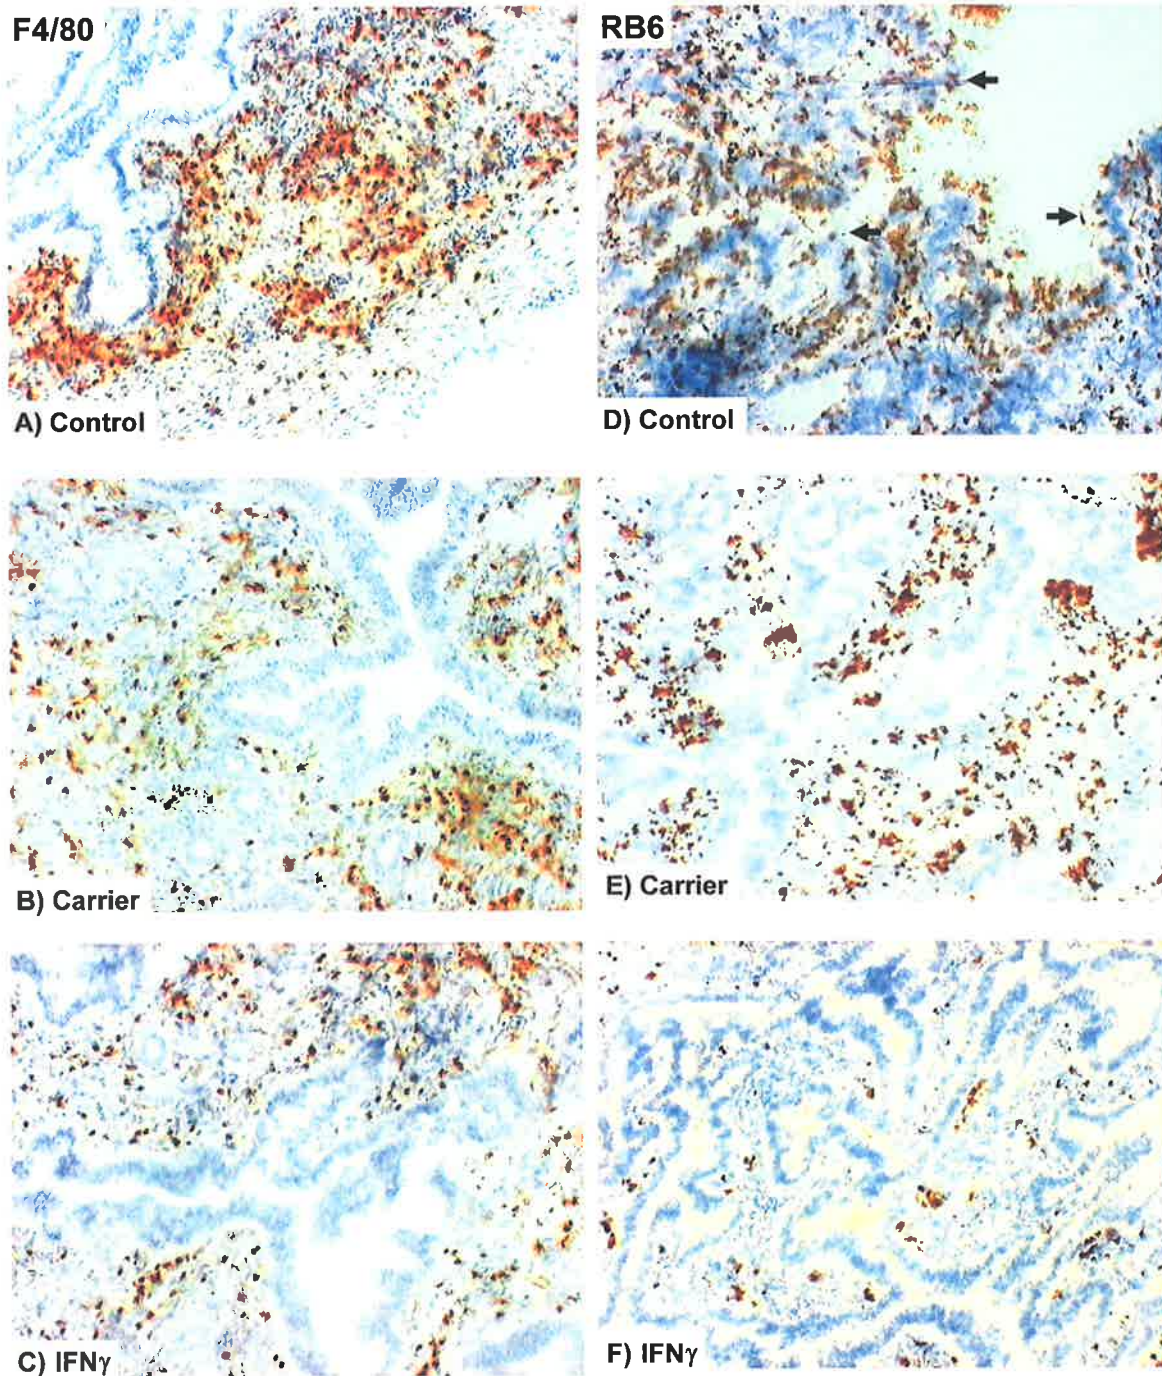 F4/80
RB6
A) Control
D) Control
B) Carrier
E) Carrier
C) IFNγ
F) IFNγ